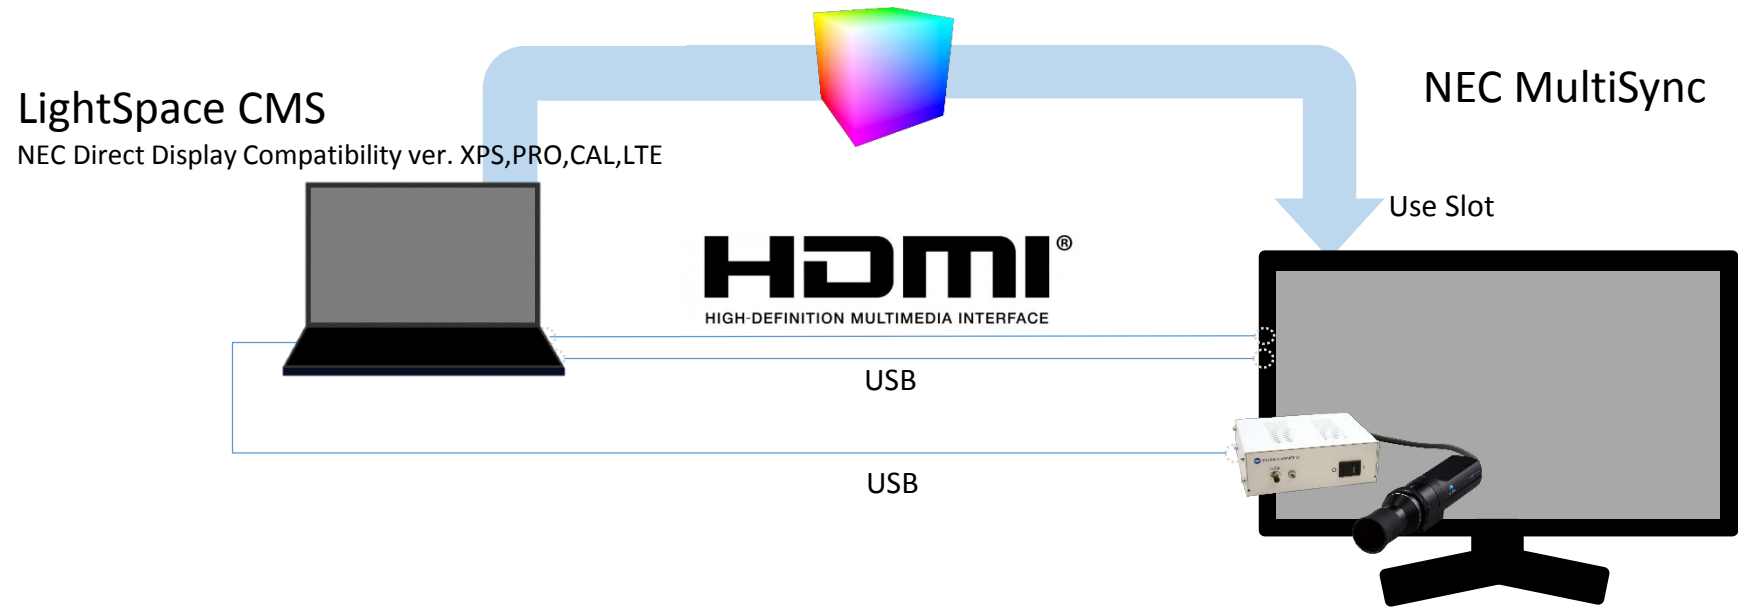 LightSpace CMS
NEC Direct Display Compatibility ver. XPS,PRO,CAL,LTE
NEC MultiSync
Use Slot
HDMI®
HIGH-DEFINITION MULTIMEDIA INTERFACE
USB
USB